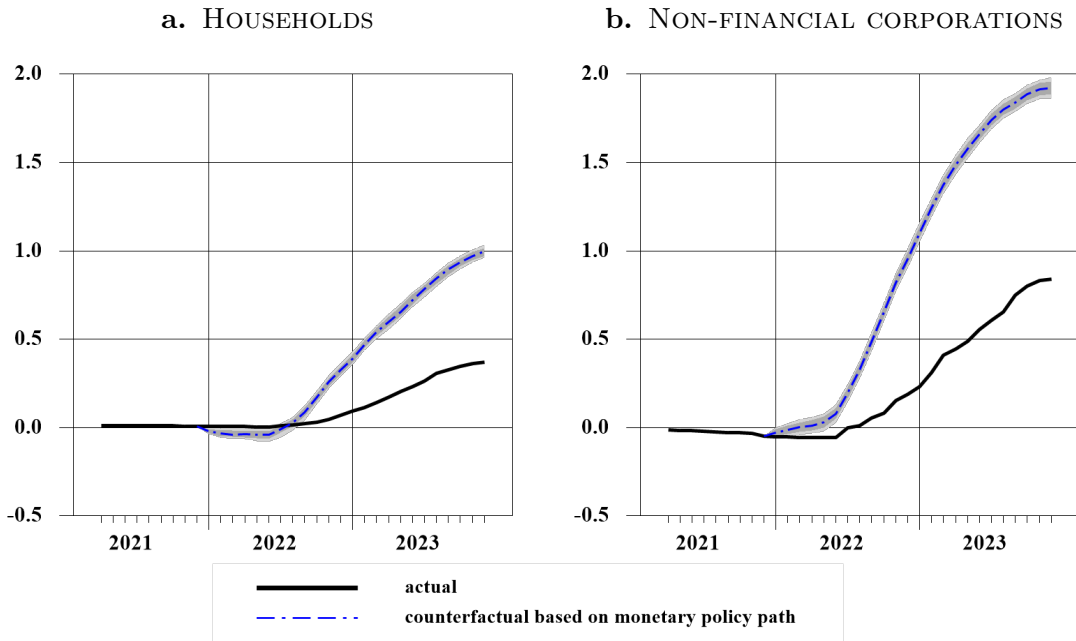 a. HOUSEHOLDS
2.0
1.5
1.0
0.5
0.0
-0.5
2021 2022 2023
b. NON-FINANCIAL CORPORATIONS
2.0
1.5
1.0
0.5
0.0
-0.5
2021 2022 2023
actual
counterfactual based on monetary policy path